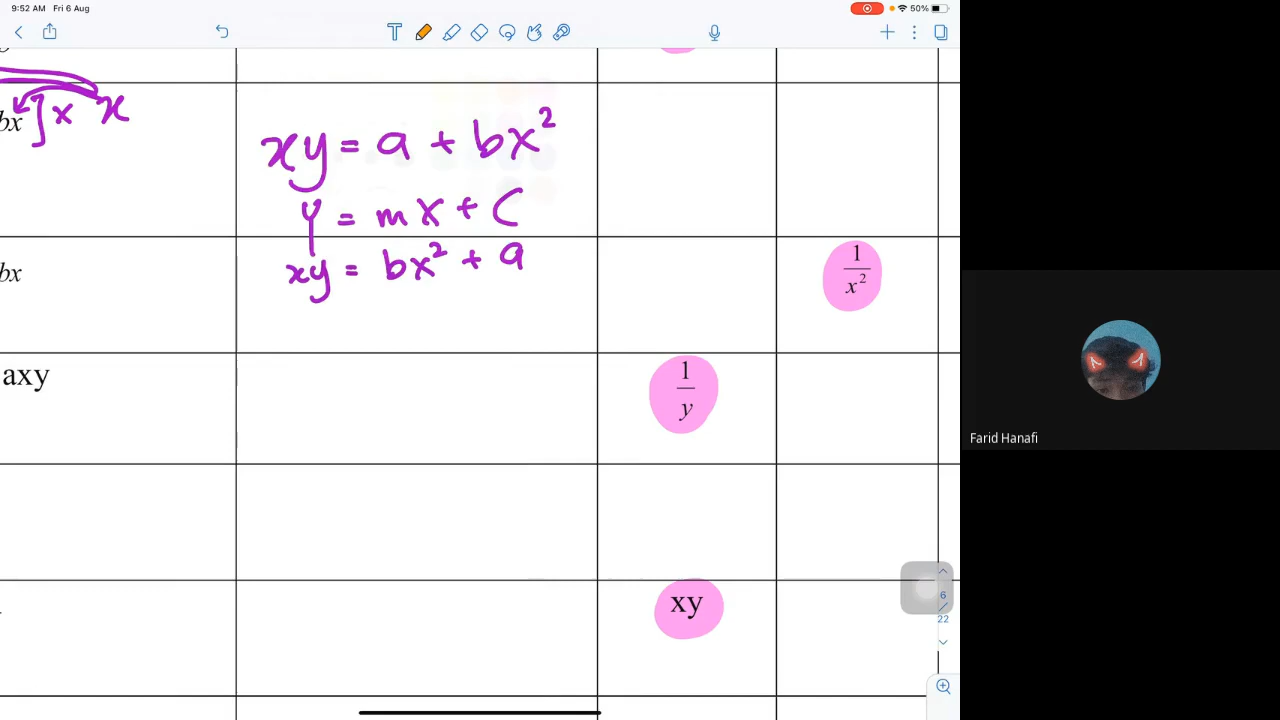 9:52 AM Fri 6 Aug
50%
T
bx ] x x
xy = a + bx²
Y = mX + C
xy = bx² + a
bx
1/x²
axy
1/y
xy
6
/
22
Farid Hanafi